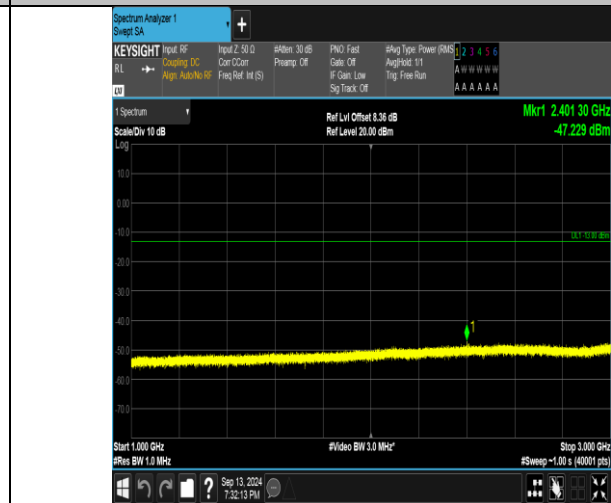 Spectrum Analyzer 1
Swept SA
+
KEYSIGHT
RL
Input: RF
Coupling: DC
Align: Auto/No RF
Input Z: 50 Ω
Corr CCorr
Freq Ref: Int (S)
#Atten: 30 dB
Preamp: Off
PNO: Fast
Gate: Off
IF Gain: Low
Sig Track: Off
#Avg Type: Power (RMS
Avg|Hold: 1/1
Trig: Free Run
1 2 3 4 5 6
A W W W W W
A A A A A A
1 Spectrum
Scale/Div 10 dB
Log
Ref Lvl Offset 8.36 dB
Ref Level 20.00 dBm
Mkr1 2.401 30 GHz
-47.229 dBm
10.0
0.00
-10.0
DL1 -13.00 dBm
-20.0
-30.0
-40.0
1
-50.0
-60.0
-70.0
Start 1.000 GHz
#Res BW 1.0 MHz
#Video BW 3.0 MHz*
Stop 3.000 GHz
#Sweep ~1.00 s (40001 pts)
?
Sep 13, 2024
7:32:13 PM